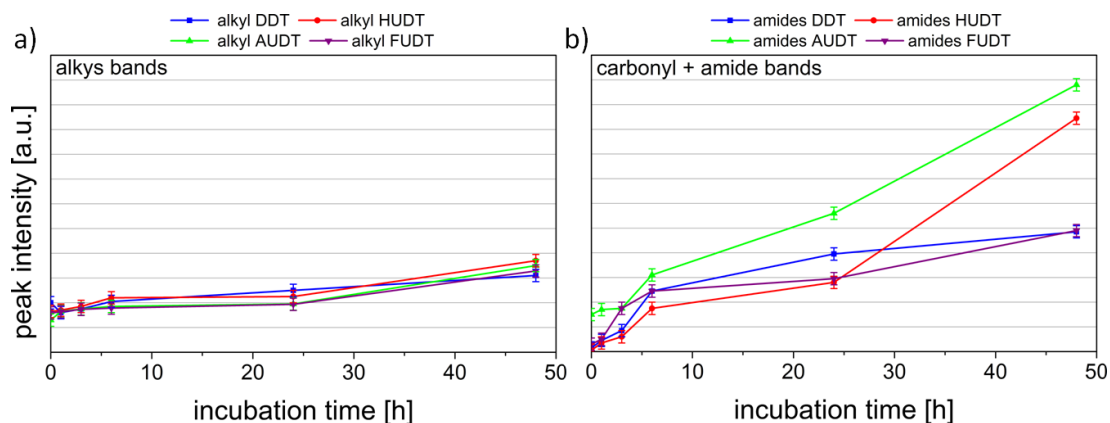 a)
alkyl DDT alkyl HUDT
alkyl AUDT alkyl FUDT
alkys bands
peak intensity [a.u.]
0 10 20 30 40 50
incubation time [h]
b)
amides DDT amides HUDT
amides AUDT amides FUDT
carbonyl + amide bands
0 10 20 30 40 50
incubation time [h]